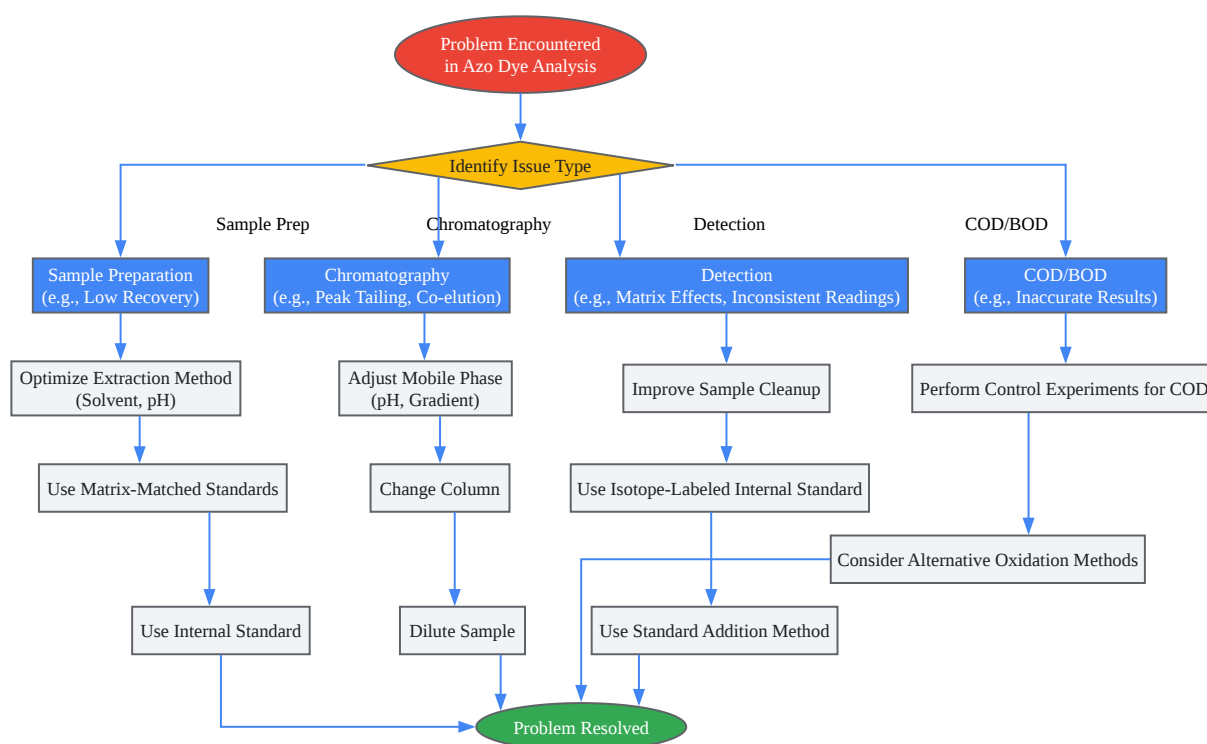 Problem Encountered
in Azo Dye Analysis
Identify Issue Type
Sample Prep
Chromatography
Detection
COD/BOD
Sample Preparation
(e.g., Low Recovery)
Chromatography
(e.g., Peak Tailing, Co-elution)
Detection
(e.g., Matrix Effects, Inconsistent Readings)
COD/BOD
(e.g., Inaccurate Results)
Optimize Extraction Method
(Solvent, pH)
Adjust Mobile Phase
(pH, Gradient)
Improve Sample Cleanup
Perform Control Experiments for COD
Use Matrix-Matched Standards
Change Column
Use Isotope-Labeled Internal Standard
Consider Alternative Oxidation Methods
Use Internal Standard
Dilute Sample
Use Standard Addition Method
Problem Resolved